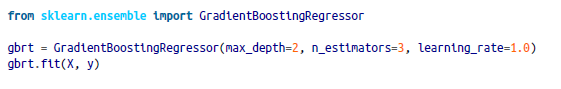 from sklearn.ensemble import GradientBoostingRegressor
gbrt = GradientBoostingRegressor(max_depth=2, n_estimators=3, learning_rate=1.0)
gbrt.fit(X, y)